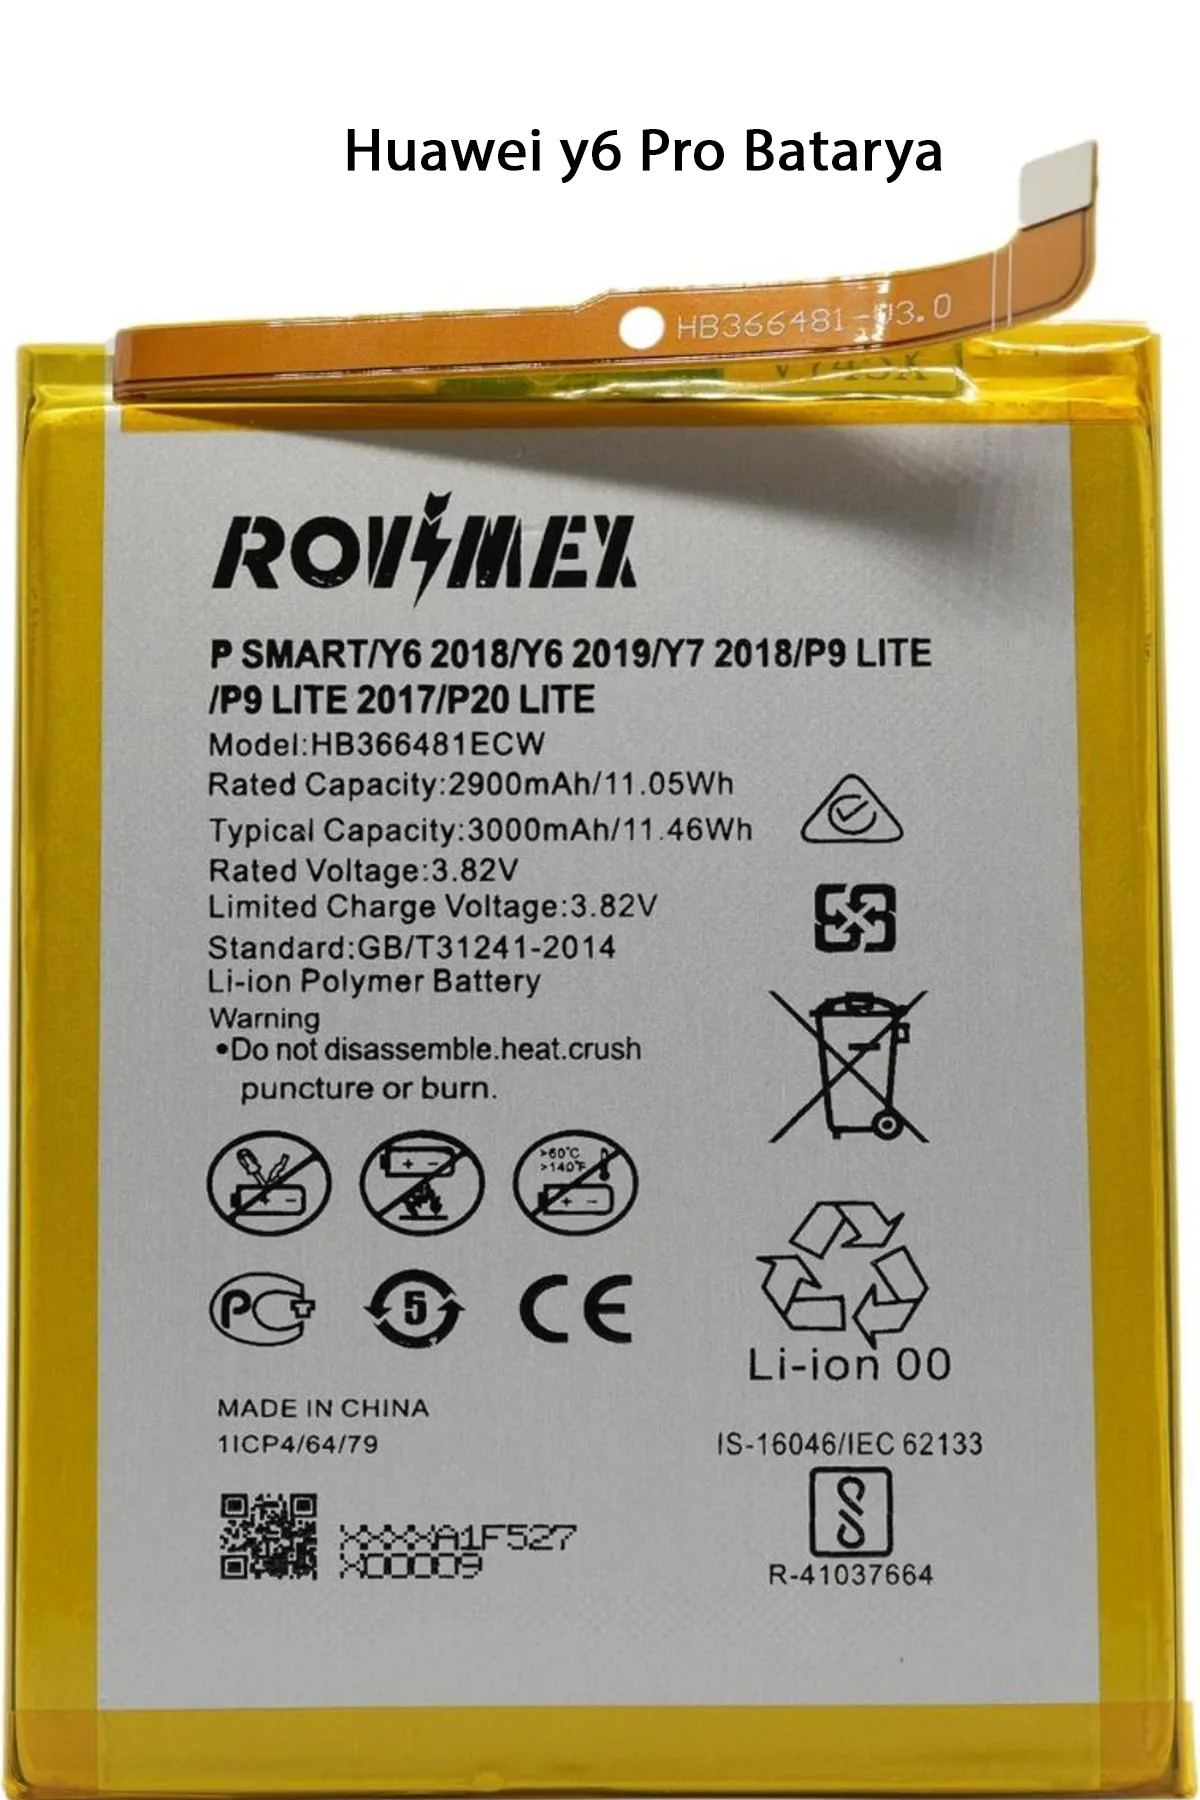 Huawei y6 Pro Batarya
HB366481-V3.0
ROVIMEX
P SMART/Y6 2018/Y6 2019/Y7 2018/P9 LITE
/P9 LITE 2017/P20 LITE
Model:HB366481ECW
Rated Capacity:2900mAh/11.05Wh
Typical Capacity:3000mAh/11.46Wh
Rated Voltage:3.82V
Limited Charge Voltage:3.82V
Standard:GB/T31241-2014
Li-ion Polymer Battery
Warning
•Do not disassemble.heat.crush
puncture or burn.
>60°C
>140°F
PCT
5
CE
Li-ion 00
MADE IN CHINA
1ICP4/64/79
IS-16046/IEC 62133
XXXXA1F527
X00009
R-41037664